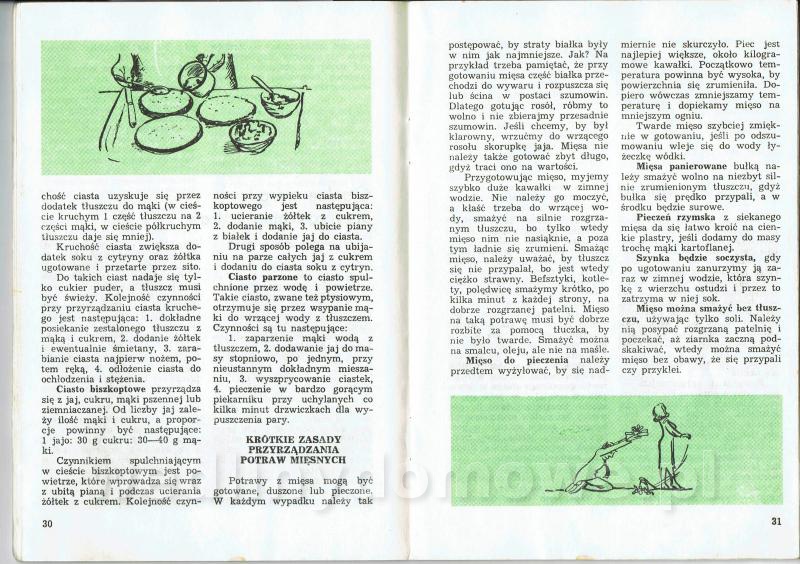 chość ciasta uzyskuje się przez
dodatek tłuszczu do mąki (w cieś-
cie kruchym 1 część tłuszczu na 2
części mąki, w cieście półkruchym
tłuszczu daje się mniej).
Kruchość ciasta zwiększa do-
datek soku z cytryny oraz żółtka
ugotowane i przetarte przez sito.
Do takich ciast nadaje się tyl-
ko cukier puder, a tłuszcz musi
być świeży. Kolejność czynności
przy przyrządzaniu ciasta kruche-
go jest następująca: 1. dokładne
posiekanie zestalonego tłuszczu z
mąką i cukrem, 2. dodanie żółtek
i ewentualnie śmietany, 3. zara-
bianie ciasta najpierw nożem, po-
tem ręką, 4. odłożenie ciasta do
ochłodzenia i stężenia.
Ciasto biszkoptowe przyrządza
się z jaj, cukru, mąki pszennej lub
ziemniaczanej. Od liczby jaj zale-
ży ilość mąki i cukru, a propor-
cje powinny być następujące:
1 jajo: 30 g cukru: 30—40 g mą-
ki.
Czynnikiem spulchniającym
w cieście biszkoptowym jest po-
wietrze, które wprowadza się wraz
z ubitą pianą i podczas ucierania
żółtek z cukrem. Kolejność czyn-
30
ności przy wypieku ciasta bisz-
koptowego jest następująca:
1. ucieranie żółtek z cukrem,
2. dodanie mąki, 3. ubicie piany
z białek i dodanie jej do ciasta.
Drugi sposób polega na ubija-
niu na parze całych jaj z cukrem
i dodaniu do ciasta soku z cytryn.
Ciasto parzone to ciasto spul-
chnione przez wodę i powietrze.
Takie ciasto, zwane też ptysiowym,
otrzymuje się przez wsypanie mą-
ki do wrzącej wody z tłuszczem.
Czynności są tu następujące:
1. zaparzenie mąki wodą z
tłuszczem, 2. dodawanie jaj do ma-
sy stopniowo, po jednym, przy
nieustannym dokładnym miesza-
niu, 3. wyszprycowanie ciastek,
4. pieczenie w bardzo gorącym
piekarniku przy uchylanych co
kilka minut drzwiczkach dla wy-
puszczenia pary.
KRÓTKIE ZASADY
PRZYRZĄDZANIA
POTRAW MIĘSNYCH
Potrawy z mięsa mogą być
gotowane, duszone lub pieczone.
W każdym wypadku należy tak
postępować, by straty białka były
w nim jak najmniejsze. Jak? Na
przykład trzeba pamiętać, że przy
gotowaniu mięsa część białka prze-
chodzi do wywaru i rozpuszcza się
lub ścina w postaci szumowin.
Dlatego gotując rosół, róbmy to
wolno i nie zbierajmy przesadnie
szumowin. Jeśli chcemy, by był
klarowny, wrzućmy do wrzącego
rosołu skorupkę jaja. Mięsa nie
należy także gotować zbyt długo,
gdyż traci ono na wartości.
Przygotowując mięso, myjemy
szybko duże kawałki w zimnej
wodzie. Nie należy go moczyć,
a kłaść trzeba do wrzącej wo-
dy, smażyć na silnie rozgrza-
nym tłuszczu, bo tylko wtedy
mięso nim nie nasiąknie, a poza
tym ładnie się zrumieni. Smażąc
mięso, należy uważać, by tłuszcz
się nie przypalał, bo jest wtedy
ciężko strawny. Befsztyki, kotle-
ty, polędwicę smażymy krótko, po
kilka minut z każdej strony, na
dobrze rozgrzanej patelni. Mięso
na taką potrawę musi być dobrze
rozbite za pomocą tłuczka, by
nie było twarde. Smażyć można
na smalcu, oleju, ale nie na maśle.
Mięso do pieczenia należy
przedtem wyżyłować, by się nad-
miernie nie skurczyło. Piec jest
najlepiej większe, około kilogra-
mowe kawałki. Początkowo tem-
peratura powinna być wysoka, by
powierzchnia się zrumieniła. Do-
piero wówczas zmniejszamy tem-
peraturę i dopiekamy mięso na
mniejszym ogniu.
Twarde mięso szybciej zmięk-
nie w gotowaniu, jeśli po odszu-
mowaniu wleje się do wody ły-
żeczkę wódki.
Mięsa panierowane bułką na-
leży smażyć wolno na niezbyt sil-
nie zrumienionym tłuszczu, gdyż
bułka się prędko przypali, a w
środku będzie surowe.
Pieczeń rzymska z siekanego
mięsa da się łatwo kroić na cien-
kie plastry, jeśli dodamy do masy
trochę mąki kartoflanej.
Szynka będzie soczysta, gdy
po ugotowaniu zanurzymy ją za-
raz w zimnej wodzie, która szyn-
kę z wierzchu ostudzi i przez to
zatrzyma w niej sok.
Mięso można smażyć bez tłusz-
czu, używając tylko soli. Należy
nią posypać rozgrzaną patelnię i
poczekać, aż ziarnka zaczną pod-
skakiwać, wtedy można smażyć
mięso bez obawy, że się przypali
czy przyklei.
31